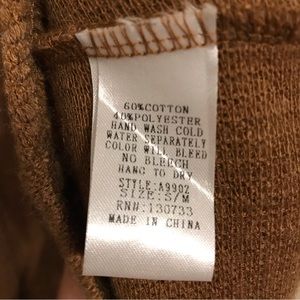 60%COTTON
40%POLYESTER
HAND WASH COLD
WATER SEPARATELY
COLOR WILL BLEED
NO BLEECH
HANG TO DRY
STYLE:A9902
SIZE:S/M
RN#:130733
MADE IN CHINA